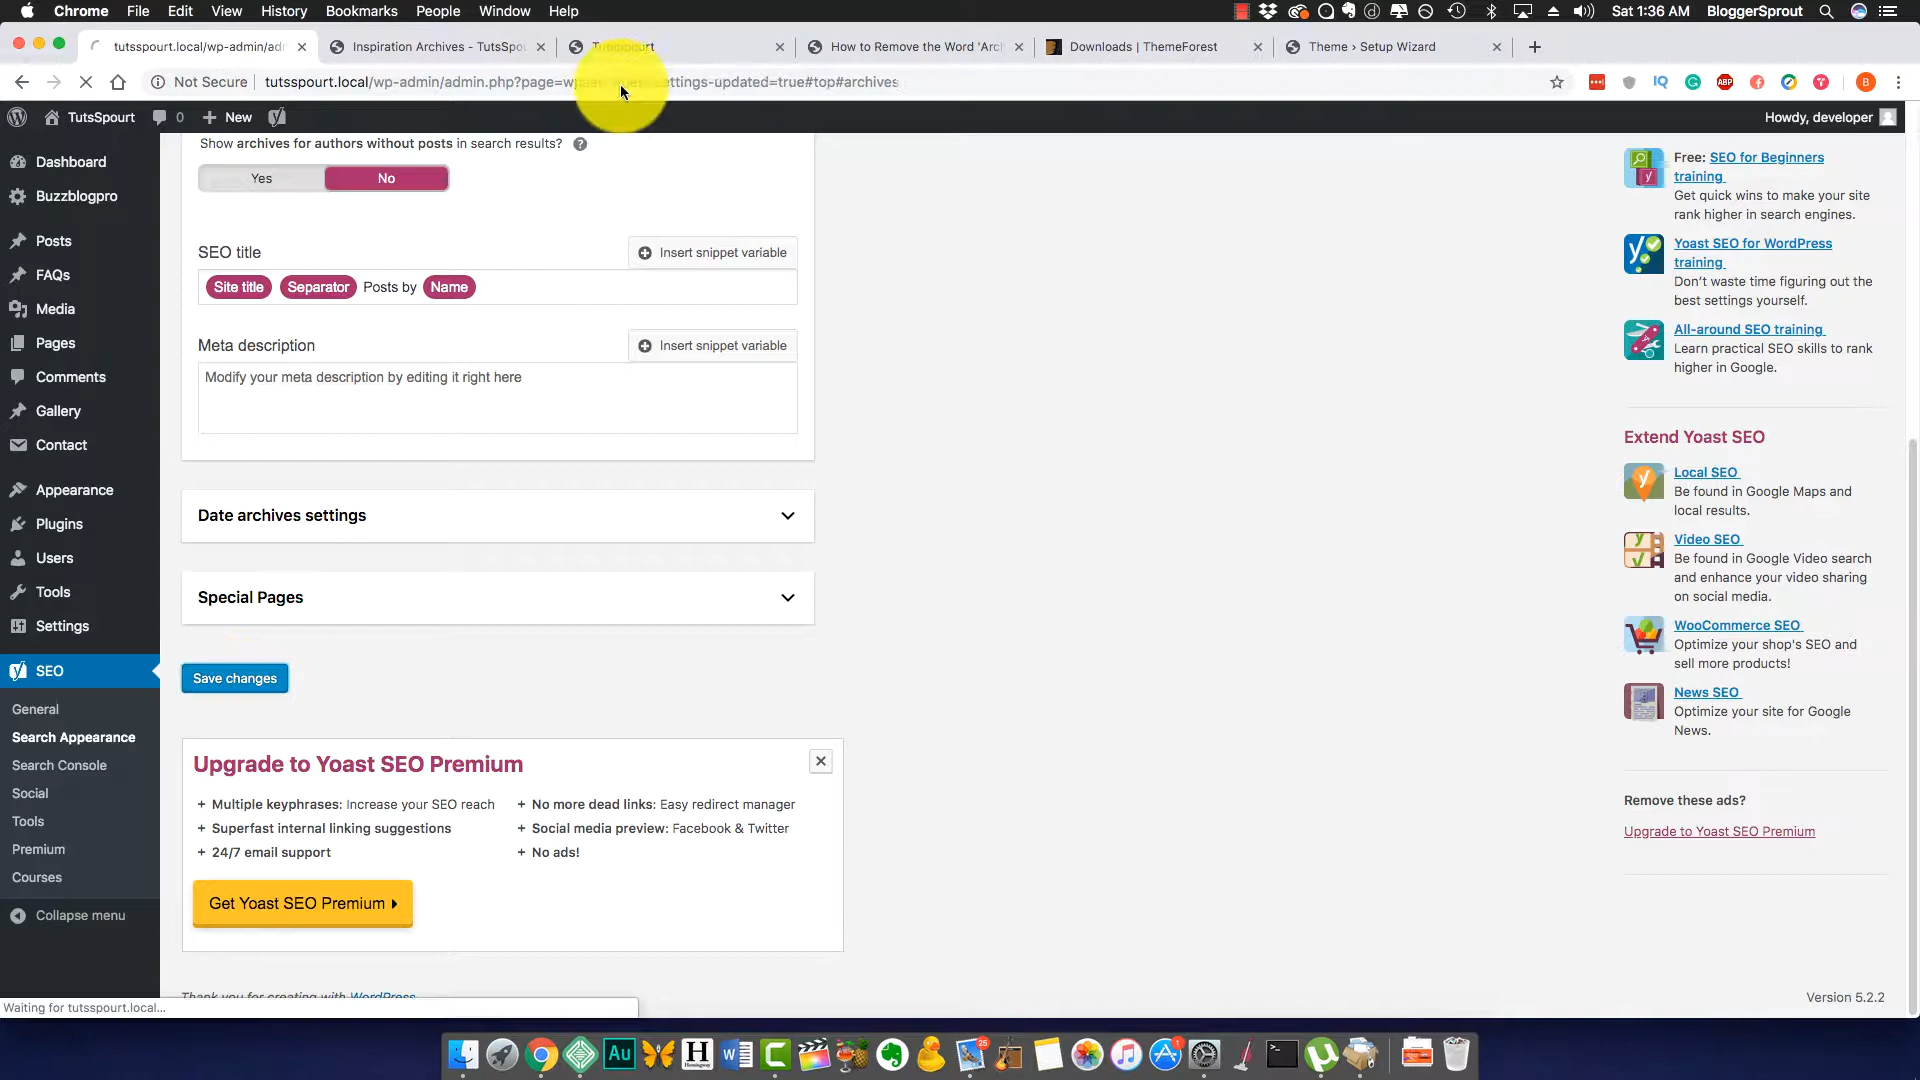 Chrome File Edit View History Bookmarks People Window Help
Sat 1:36 AM BloggerSprout
tutsspourt.local/wp-admin/adn
Inspiration Archives - TutsSpou
How to Remove the Word 'Arc
Downloads | ThemeForest
Theme › Setup Wizard
Not Secure
tutsspourt.local/wp-admin/admin.php?page=wp
ettings-updated=true#top#archives
TutsSpourt 0 New
Howdy, developer
Dashboard
Buzzblogpro
Posts
FAQs
Media
Pages
Comments
Gallery
Contact
Appearance
Plugins
Users
Tools
Settings
SEO
General
Search Appearance
Search Console
Social
Tools
Premium
Courses
Collapse menu
Show archives for authors without posts in search results? ?
Yes No
SEO title
Insert snippet variable
Site title Separator Posts by Name
Meta description
Insert snippet variable
Modify your meta description by editing it right here
Date archives settings
Special Pages
Save changes
Upgrade to Yoast SEO Premium
+ Multiple keyphrases: Increase your SEO reach
+ No more dead links: Easy redirect manager
+ Superfast internal linking suggestions
+ Social media preview: Facebook & Twitter
+ 24/7 email support
+ No ads!
Get Yoast SEO Premium
Thank you for creating with WordPress
Version 5.2.2
Waiting for tutsspourt.local...
Free: SEO for Beginners
training
Get quick wins to make your site
rank higher in search engines.
Yoast SEO for WordPress
training
Don't waste time figuring out the
best settings yourself.
All-around SEO training
Learn practical SEO skills to rank
higher in Google.
Extend Yoast SEO
Local SEO
Be found in Google Maps and
local results.
Video SEO
Be found in Google Video search
and enhance your video sharing
on social media.
WooCommerce SEO
Optimize your shop's SEO and
sell more products!
News SEO
Optimize your site for Google
News.
Remove these ads?
Upgrade to Yoast SEO Premium